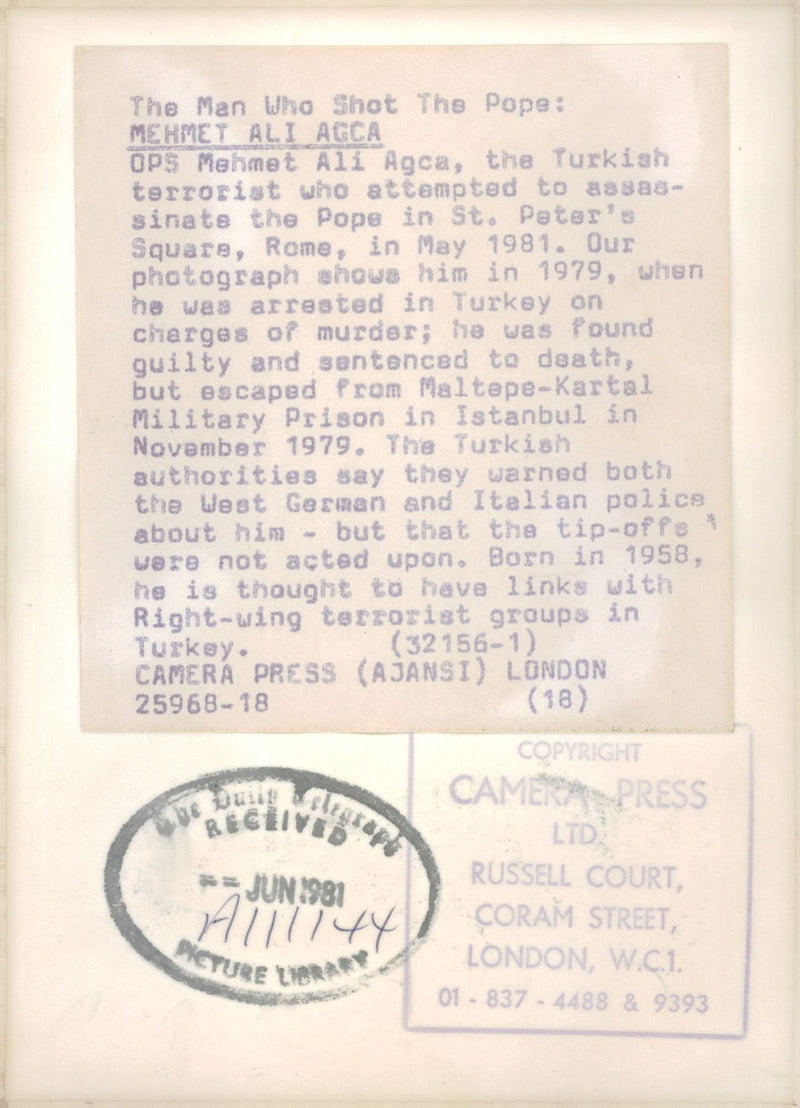 The Man Who Shot The Pope:
MEHMET ALI AGCA
OPS Mehmet Ali Agca, the Turkish
terrorist who attempted to assas-
sinate the Pope in St. Peter's
Square, Rome, in May 1981. Our
photograph shows him in 1979, when
he was arrested in Turkey on
charges of murder; he was found
guilty and sentenced to death,
but escaped from Maltepe-Kartal
Military Prison in Istanbul in
November 1979. The Turkish
authorities say they warned both
the West German and Italian police
about him - but that the tip-offs
were not acted upon. Born in 1958,
he is thought to have links with
Right-wing terrorist groups in
Turkey. (32156-1)
CAMERA PRESS (AJANSI) LONDON
25968-18 (18)
The Daily Telegraph
RECEIVED
-- JUN 1981
A111144
PICTURE LIBRARY
COPYRIGHT
CAMERA PRESS
LTD.
RUSSELL COURT,
CORAM STREET,
LONDON, W.C.1.
01 - 837 - 4488 & 9393